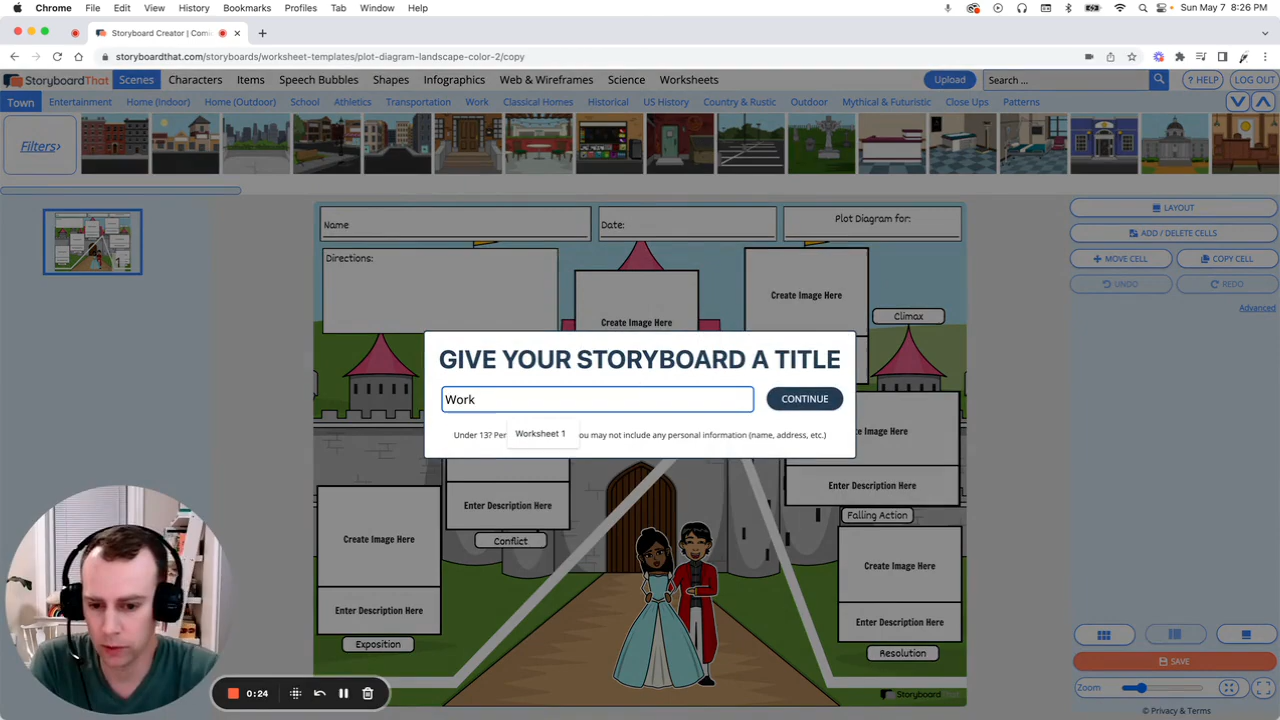 Chrome File Edit View History Bookmarks Profiles Tab Window Help Sun May 7 8:26 PM
Storyboard Creator | Comi
storyboardthat.com/storyboards/worksheet-templates/plot-diagram-landscape-color-2/copy
StoryboardThat Scenes Characters Items Speech Bubbles Shapes Infographics Web & Wireframes Science Worksheets Upload Search ... ? HELP LOG OUT
Town Entertainment Home (Indoor) Home (Outdoor) School Athletics Transportation Work Classical Homes Historical US History Country & Rustic Outdoor Mythical & Futuristic Close Ups Patterns
Filters›
LAYOUT
ADD / DELETE CELLS
MOVE CELL COPY CELL
UNDO REDO
Advanced
Name Date: Plot Diagram for:
Directions:
Create Image Here
Create Image Here
Climax
GIVE YOUR STORYBOARD A TITLE
Work CONTINUE
Worksheet 1
Under 13? Per ou may not include any personal information (name, address, etc.)
ate Image Here
Enter Description Here
Falling Action
Enter Description Here
Conflict
Create Image Here
Enter Description Here
Exposition
Create Image Here
Enter Description Here
Resolution
StoryboardThat
SAVE
Zoom
© Privacy & Terms
0:24